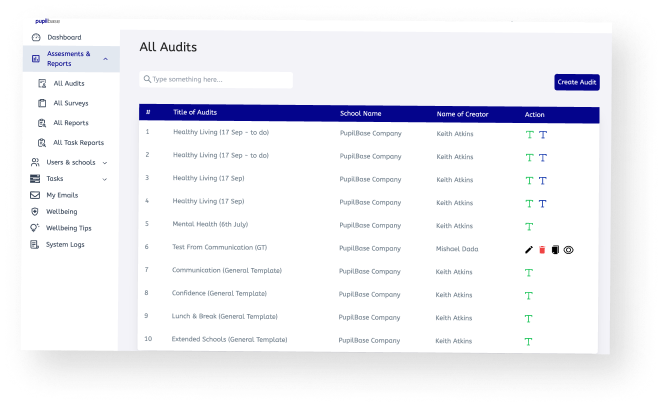 pupilbase
Dashboard
Assesments &
Reports
All Audits
All Surveys
All Reports
All Task Reports
Users & schools
Tasks
My Emails
Wellbeing
Wellbeing Tips
System Logs
All Audits
Type something here...
Create Audit
# Title of Audits School Name Name of Creator Action
1 Healthy Living (17 Sep - to do) PupilBase Company Keith Atkins T T
2 Healthy Living (17 Sep - to do) PupilBase Company Keith Atkins T T
3 Healthy Living (17 Sep) PupilBase Company Keith Atkins T T
4 Healthy Living (17 Sep) PupilBase Company Keith Atkins T T
5 Mental Health (6th July) PupilBase Company Keith Atkins T
6 Test From Communication (GT) PupilBase Company Mishael Dada
7 Communication (General Template) PupilBase Company Keith Atkins T
8 Confidence (General Template) PupilBase Company Keith Atkins T
9 Lunch & Break (General Template) PupilBase Company Keith Atkins T
10 Extended Schools (General Template) PupilBase Company Keith Atkins T